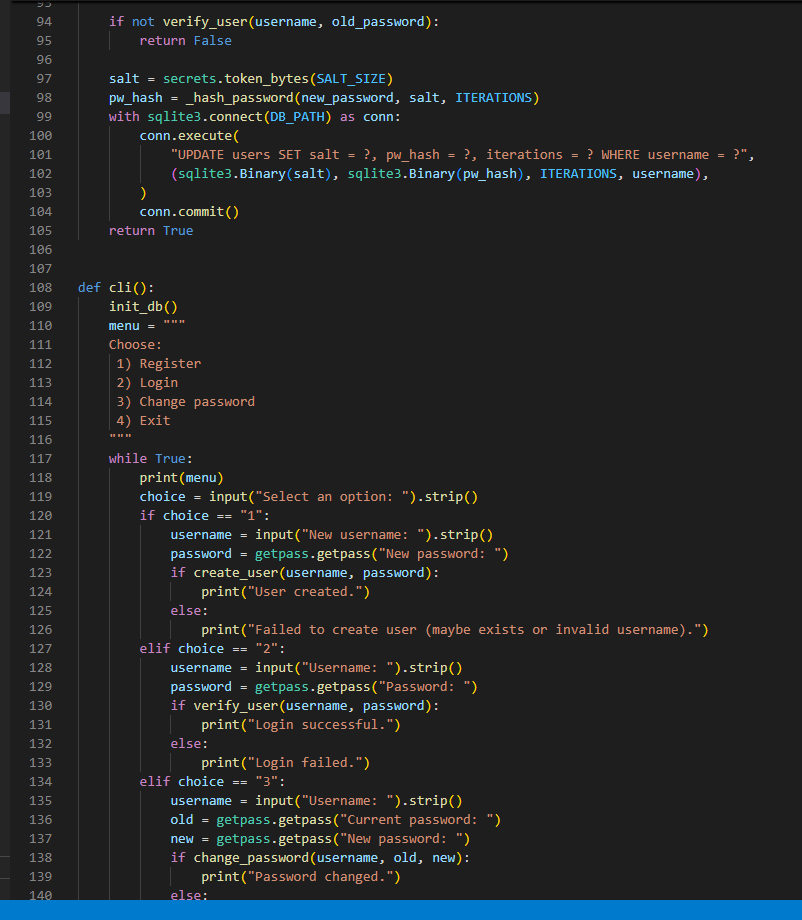 93
94 if not verify_user(username, old_password):
95 return False
96
97 salt = secrets.token_bytes(SALT_SIZE)
98 pw_hash = _hash_password(new_password, salt, ITERATIONS)
99 with sqlite3.connect(DB_PATH) as conn:
100 conn.execute(
101 "UPDATE users SET salt = ?, pw_hash = ?, iterations = ? WHERE username = ?",
102 (sqlite3.Binary(salt), sqlite3.Binary(pw_hash), ITERATIONS, username),
103 )
104 conn.commit()
105 return True
106
107
108 def cli():
109 init_db()
110 menu = """
111 Choose:
112 1) Register
113 2) Login
114 3) Change password
115 4) Exit
116 """
117 while True:
118 print(menu)
119 choice = input("Select an option: ").strip()
120 if choice == "1":
121 username = input("New username: ").strip()
122 password = getpass.getpass("New password: ")
123 if create_user(username, password):
124 print("User created.")
125 else:
126 print("Failed to create user (maybe exists or invalid username).")
127 elif choice == "2":
128 username = input("Username: ").strip()
129 password = getpass.getpass("Password: ")
130 if verify_user(username, password):
131 print("Login successful.")
132 else:
133 print("Login failed.")
134 elif choice == "3":
135 username = input("Username: ").strip()
136 old = getpass.getpass("Current password: ")
137 new = getpass.getpass("New password: ")
138 if change_password(username, old, new):
139 print("Password changed.")
140 else: